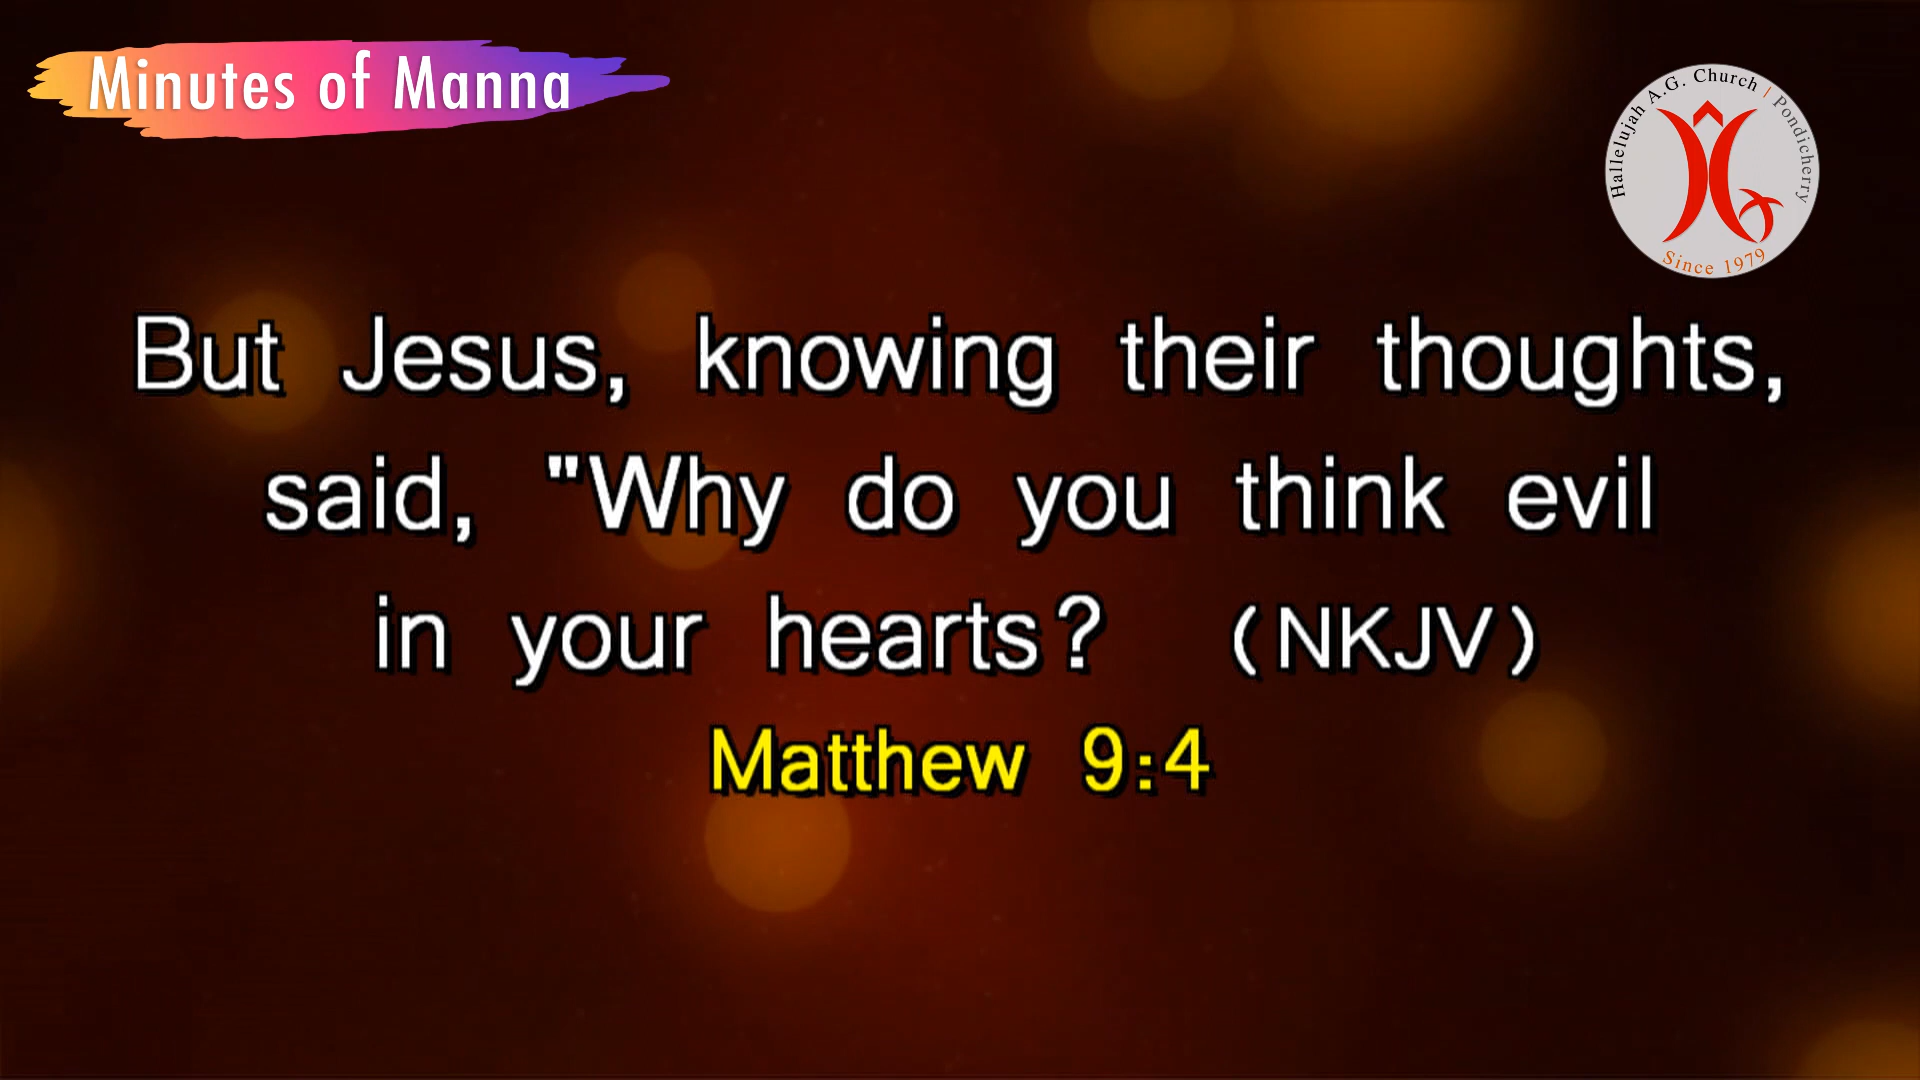 Minutes of Manna
Hallelujah A.G. Church | Pondicherry
Since 1979
But Jesus, knowing their thoughts,
said, "Why do you think evil
in your hearts? (NKJV)
Matthew 9:4